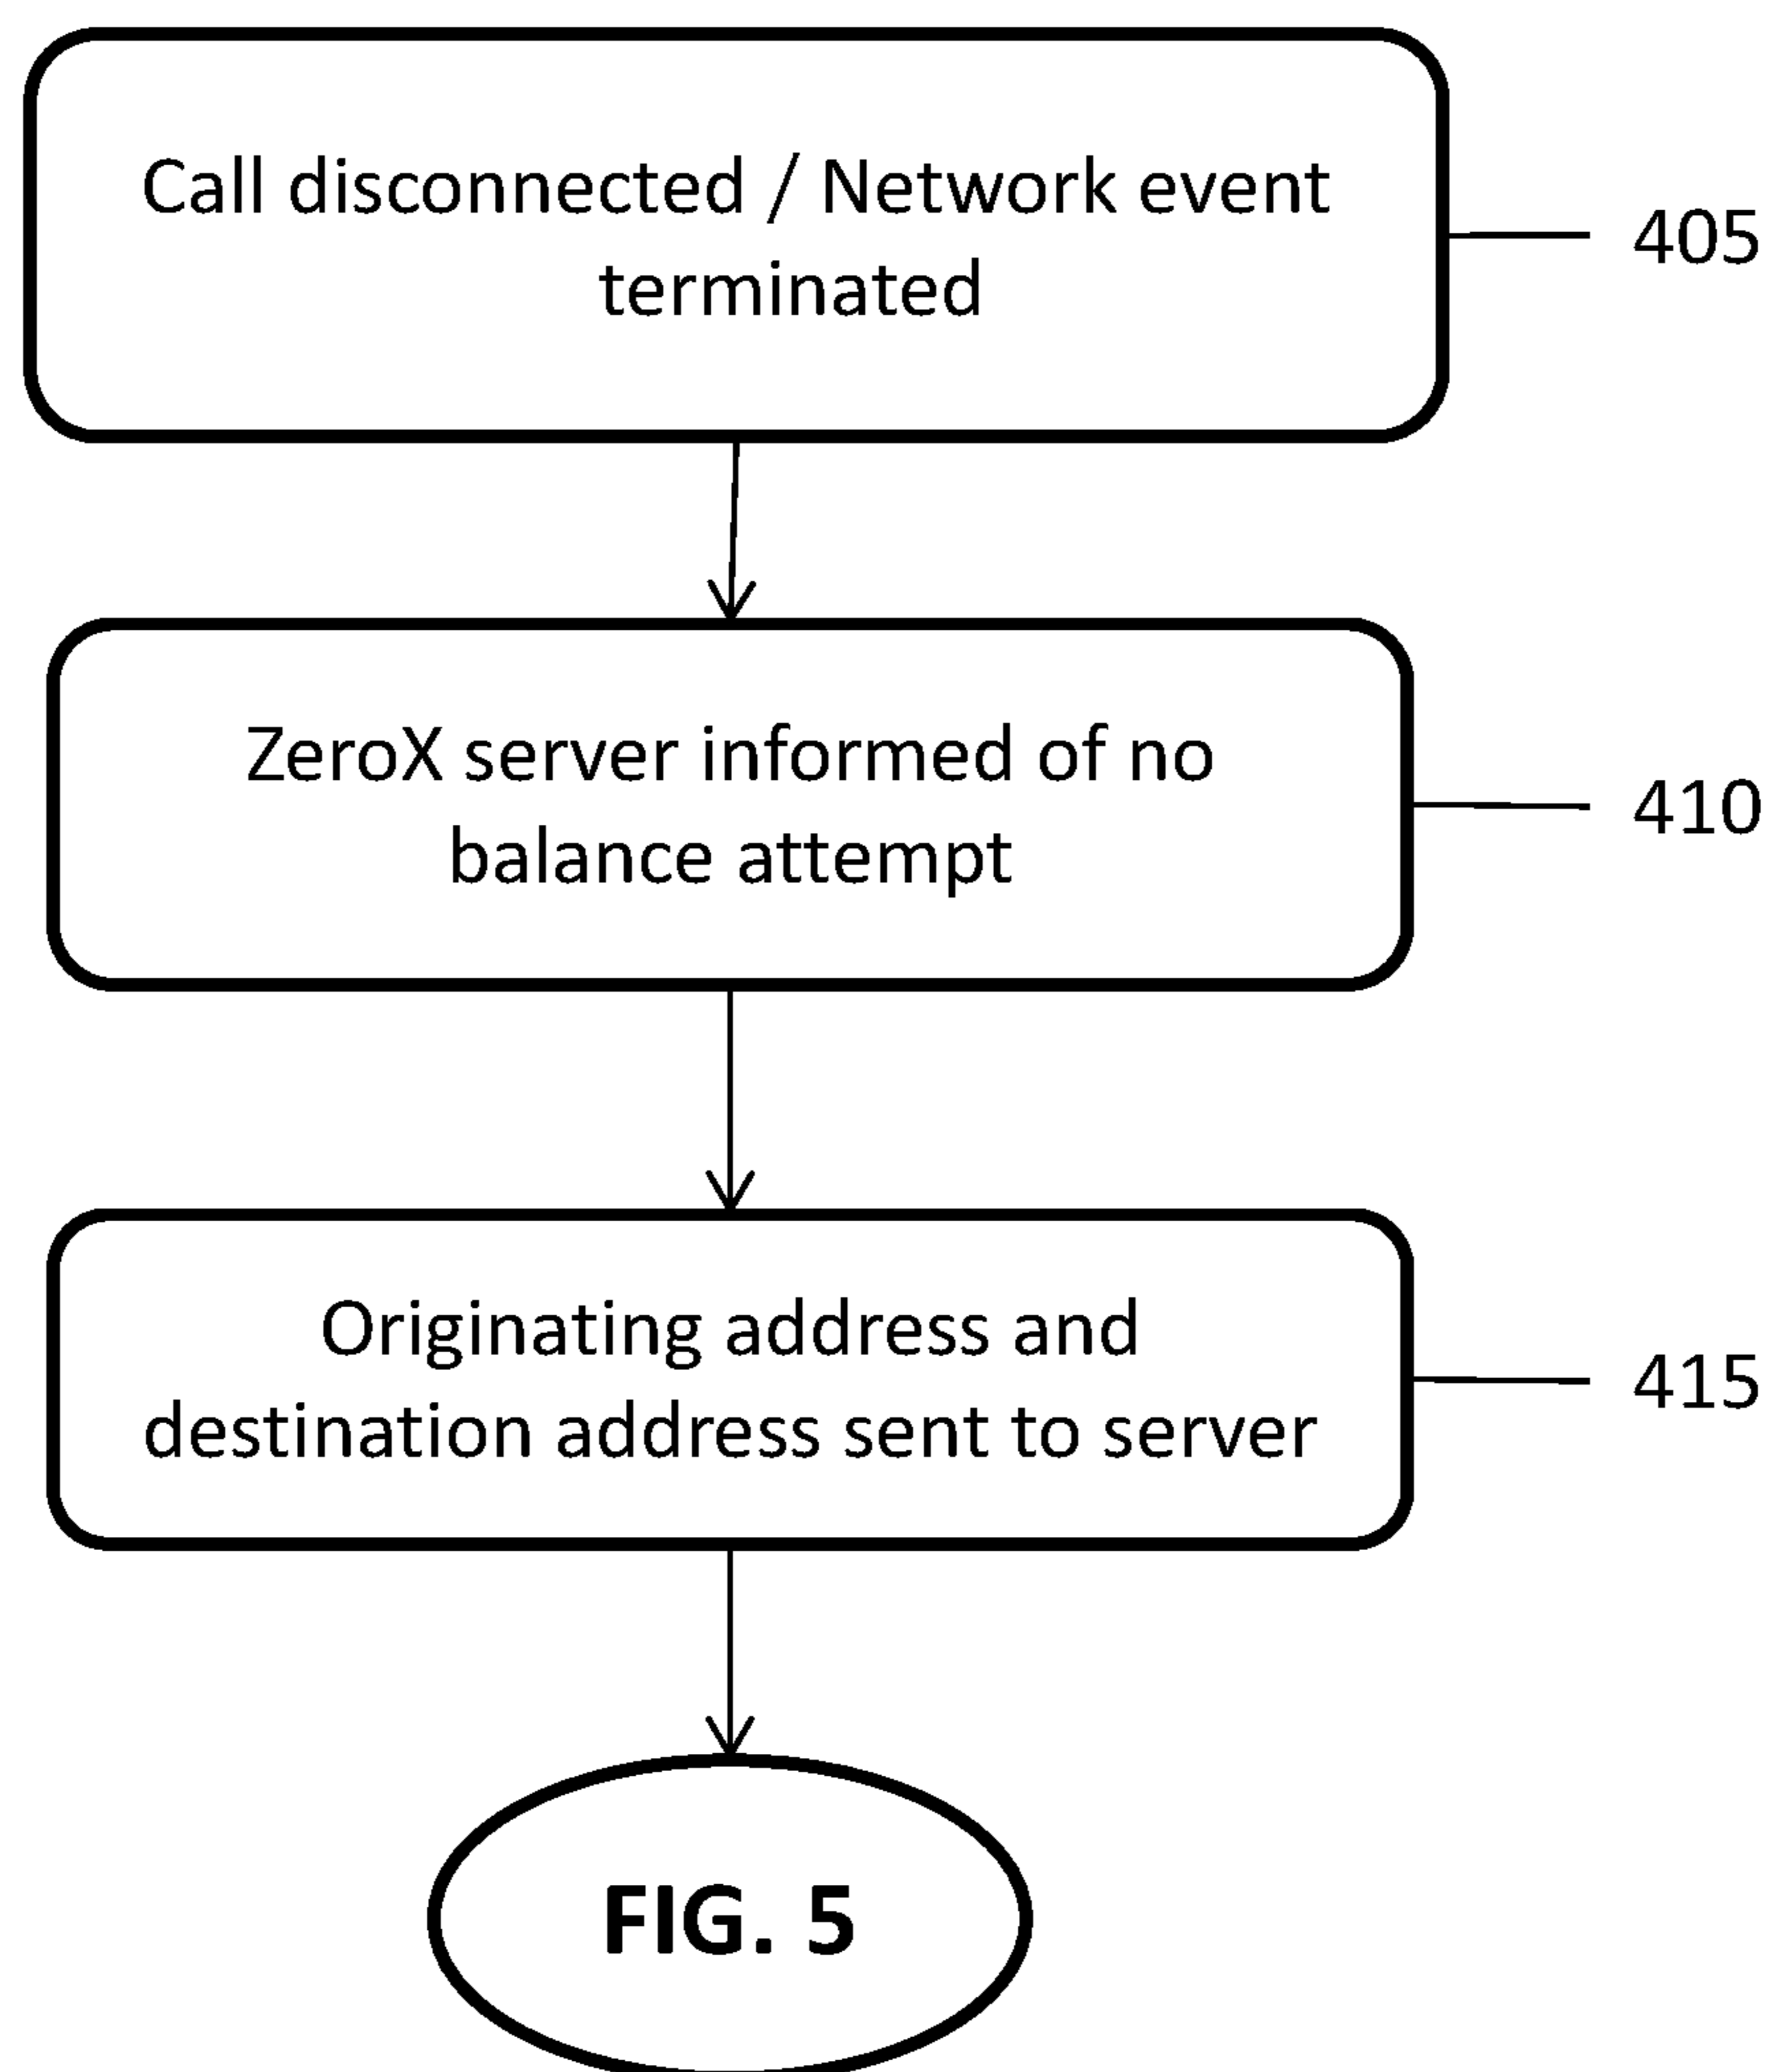 Call disconnected / Network event
terminated
405
ZeroX server informed of no
balance attempt
410
Originating address and
destination address sent to server
415
FIG. 5